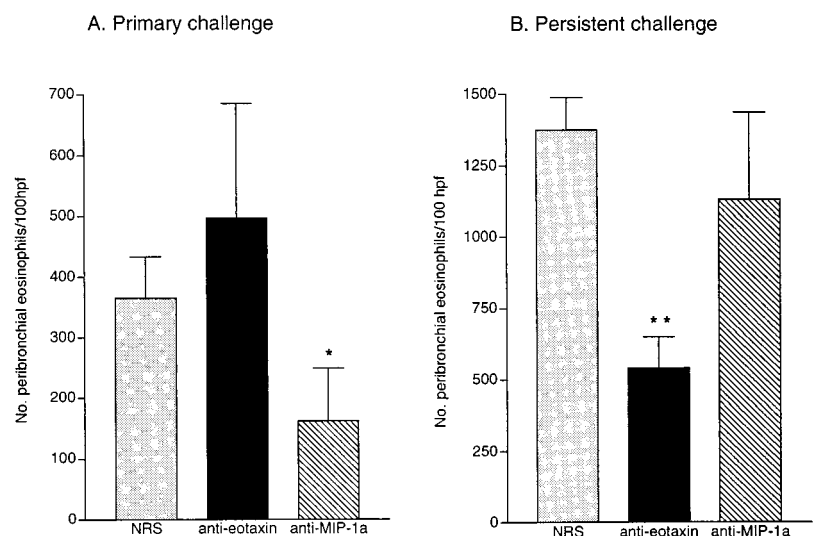 A. Primary challenge
No. peribronchial eosinophils/100hpf
700
600
500
400
300
200
100
0
*
NRS anti-eotaxin anti-MIP-1a
B. Persistent challenge
No. peribronchial eosinophils/100 hpf
1500
1250
1000
750
500
250
0
* *
NRS anti-eotaxin anti-MIP-1a